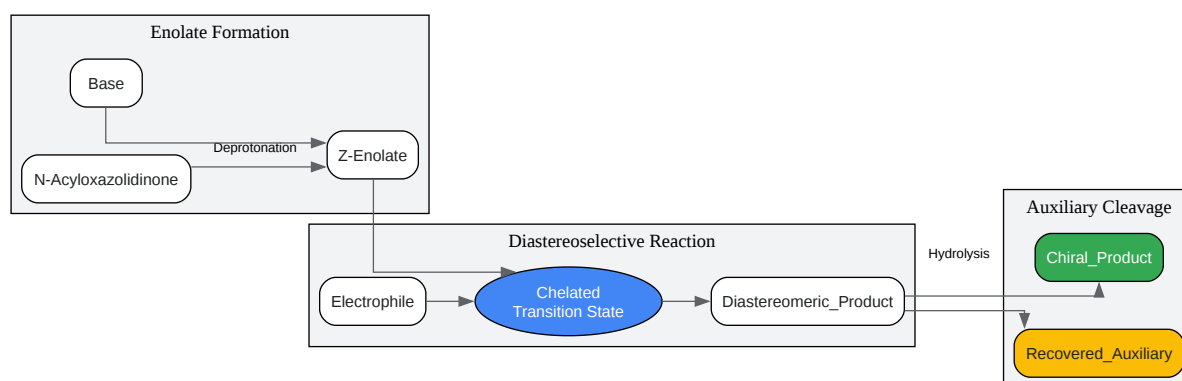 Enolate Formation
Base
Deprotonation
N-Acyloxazolidinone
Z-Enolate
Diastereoselective Reaction
Electrophile
Chelated
Transition State
Diastereomeric_Product
Hydrolysis
Auxiliary Cleavage
Chiral_Product
Recovered_Auxiliary